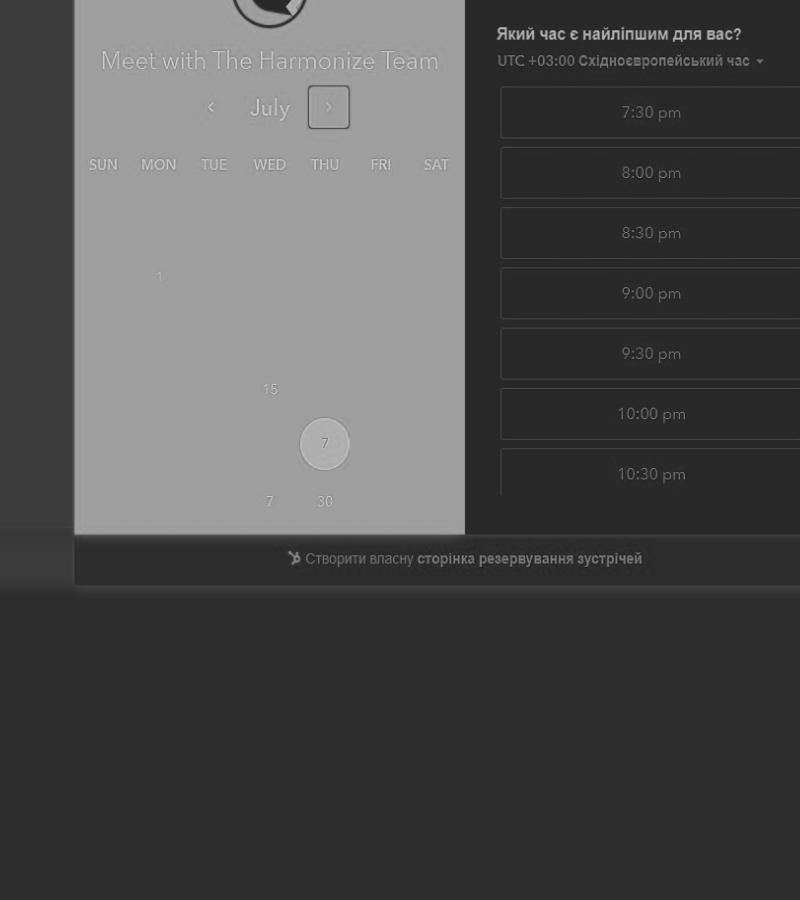 Meet with The Harmonize Team
July
SUN MON TUE WED THU FRI SAT
1
15
7
7 30
Який час є найліпшим для вас?
UTC +03:00 Східноєвропейський час
7:30 pm
8:00 pm
8:30 pm
9:00 pm
9:30 pm
10:00 pm
10:30 pm
Створити власну сторінка резервування зустрічей